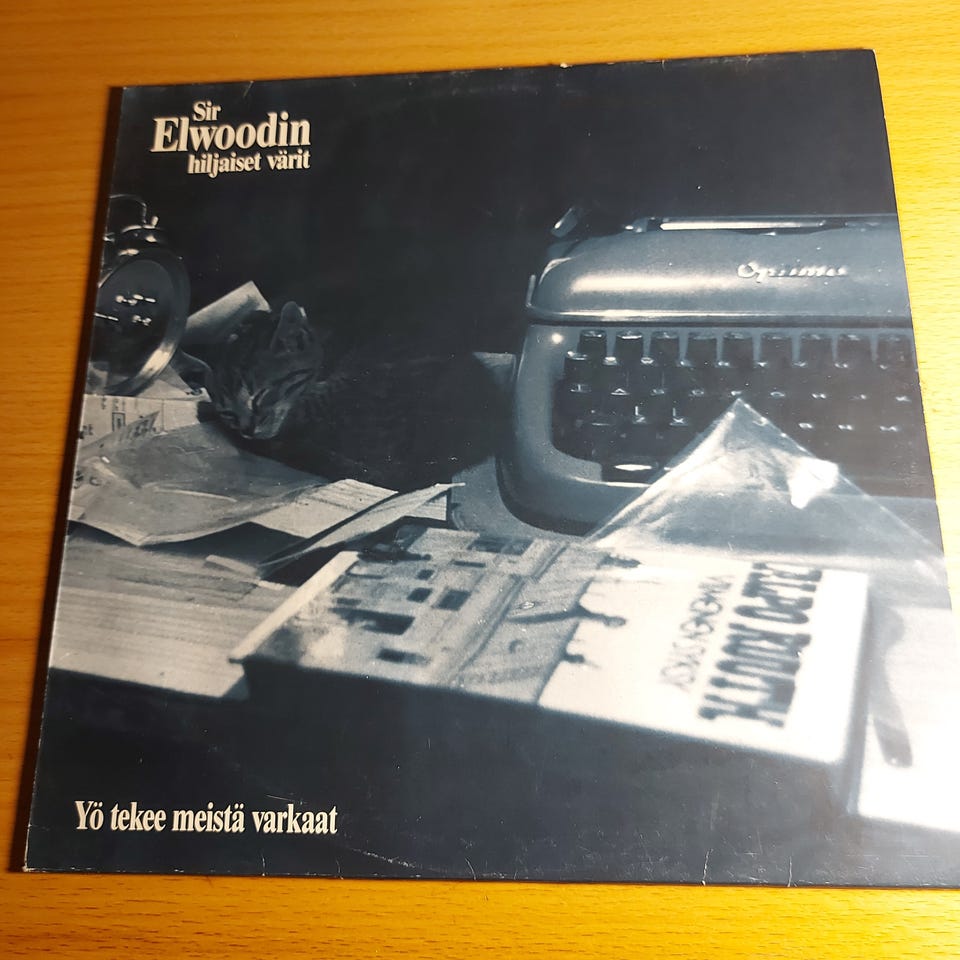 Sir
Elwoodin
hiljaiset värit
Optima
Yö tekee meistä varkaat